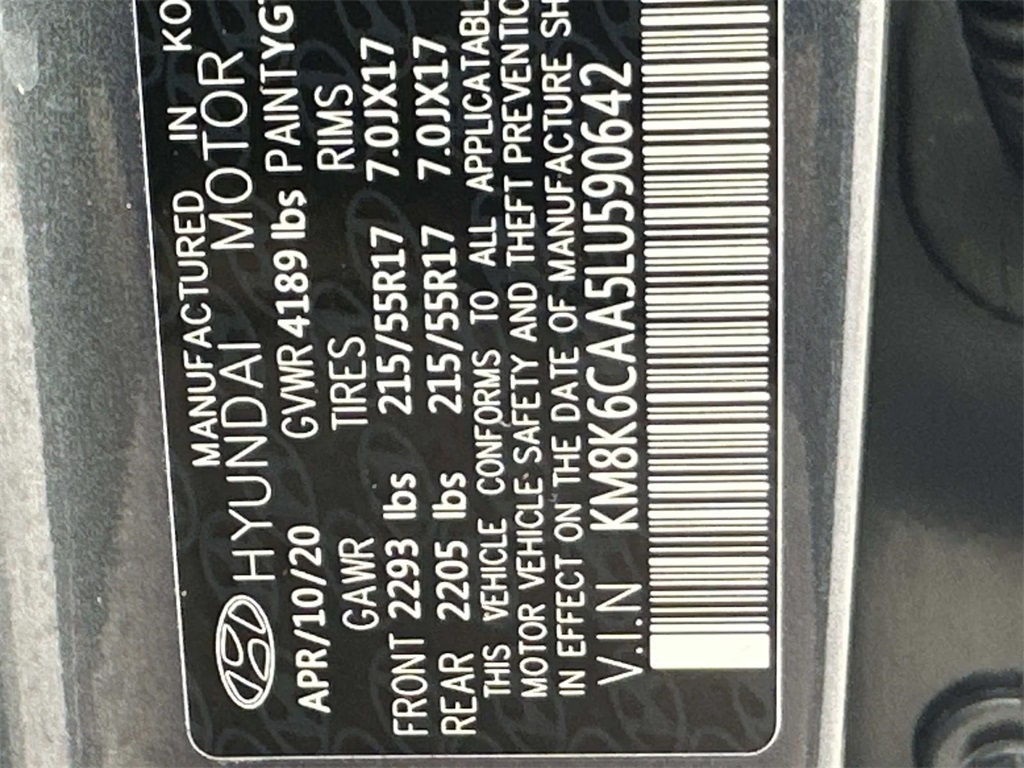 MANUFACTURED IN KO
HYUNDAI MOTOR
APR/10/20 GVWR 4189 lbs PAINTYG
GAWR TIRES RIMS
FRONT 2293 lbs 215/55R17 7.0JX17
REAR 2205 lbs 215/55R17 7.0JX17
THIS VEHICLE CONFORMS TO ALL APPLICATABL
MOTOR VEHICLE SAFETY AND THEFT PREVENTIO
IN EFFECT ON THE DATE OF MANUFACTURE SH
V.I.N KM8K6CAA5LU590642